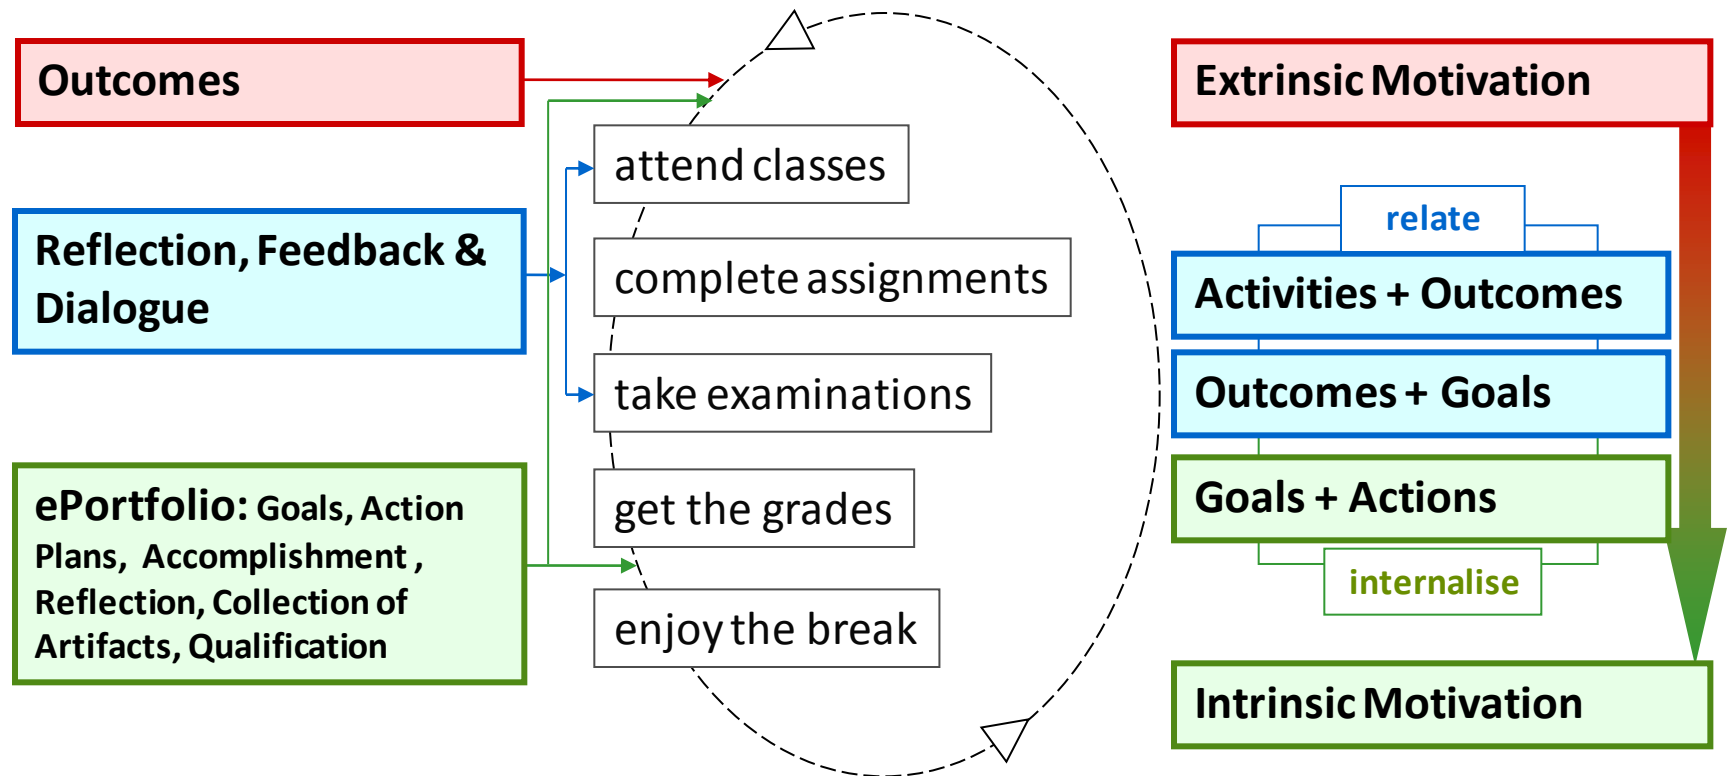 Outcomes
Reflection, Feedback &
Dialogue
ePortfolio: Goals, Action
Plans, Accomplishment ,
Reflection, Collection of
Artifacts, Qualification
attend classes
complete assignments
take examinations
get the grades
enjoy the break
Extrinsic Motivation
relate
Activities + Outcomes
Outcomes + Goals
Goals + Actions
internalise
Intrinsic Motivation